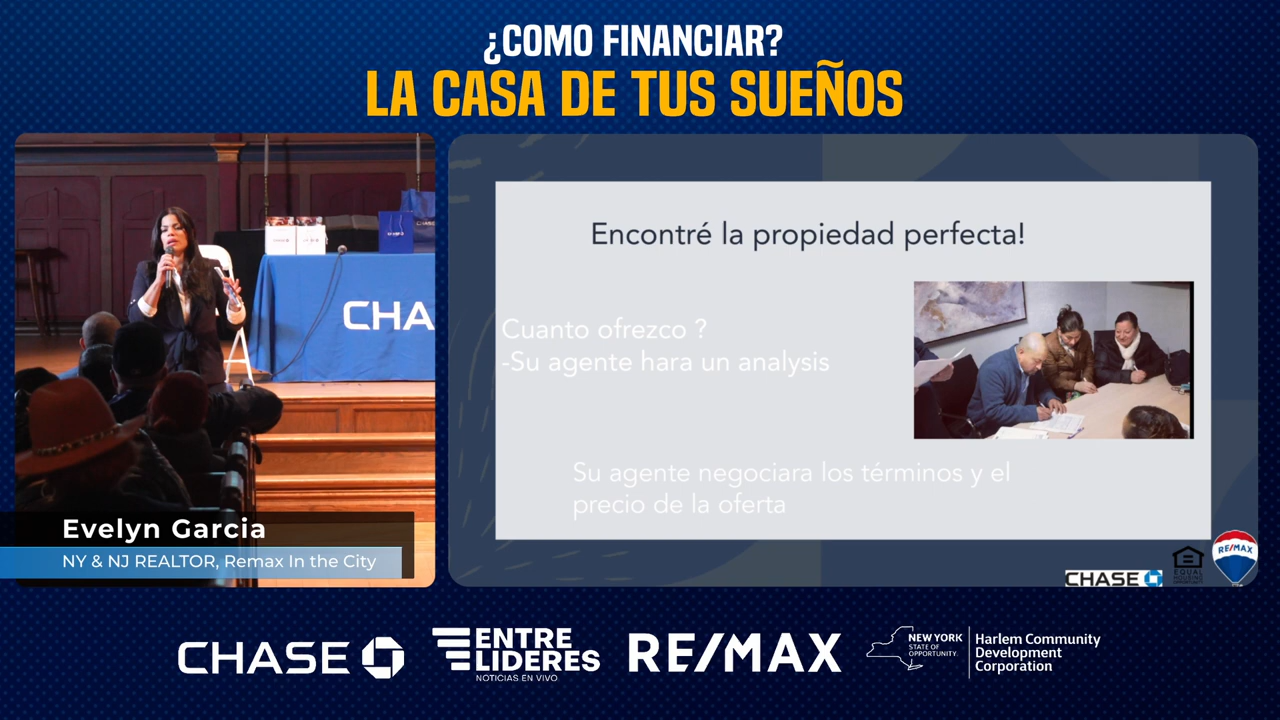 ¿COMO FINANCIAR?
LA CASA DE TUS SUEÑOS
CHA
Evelyn Garcia
NY & NJ REALTOR, Remax In the City
Encontré la propiedad perfecta!
Cuanto ofrezco ?
-Su agente hara un analysis
Su agente negociara los términos y el
precio de la oferta
CHASE
EQUAL HOUSING
OPPORTUNITY
RE/MAX
CHASE
ENTRE
LIDERES
NOTICIAS EN VIVO
RE/MAX
NEW YORK
STATE OF
OPPORTUNITY.
Harlem Community
Development
Corporation